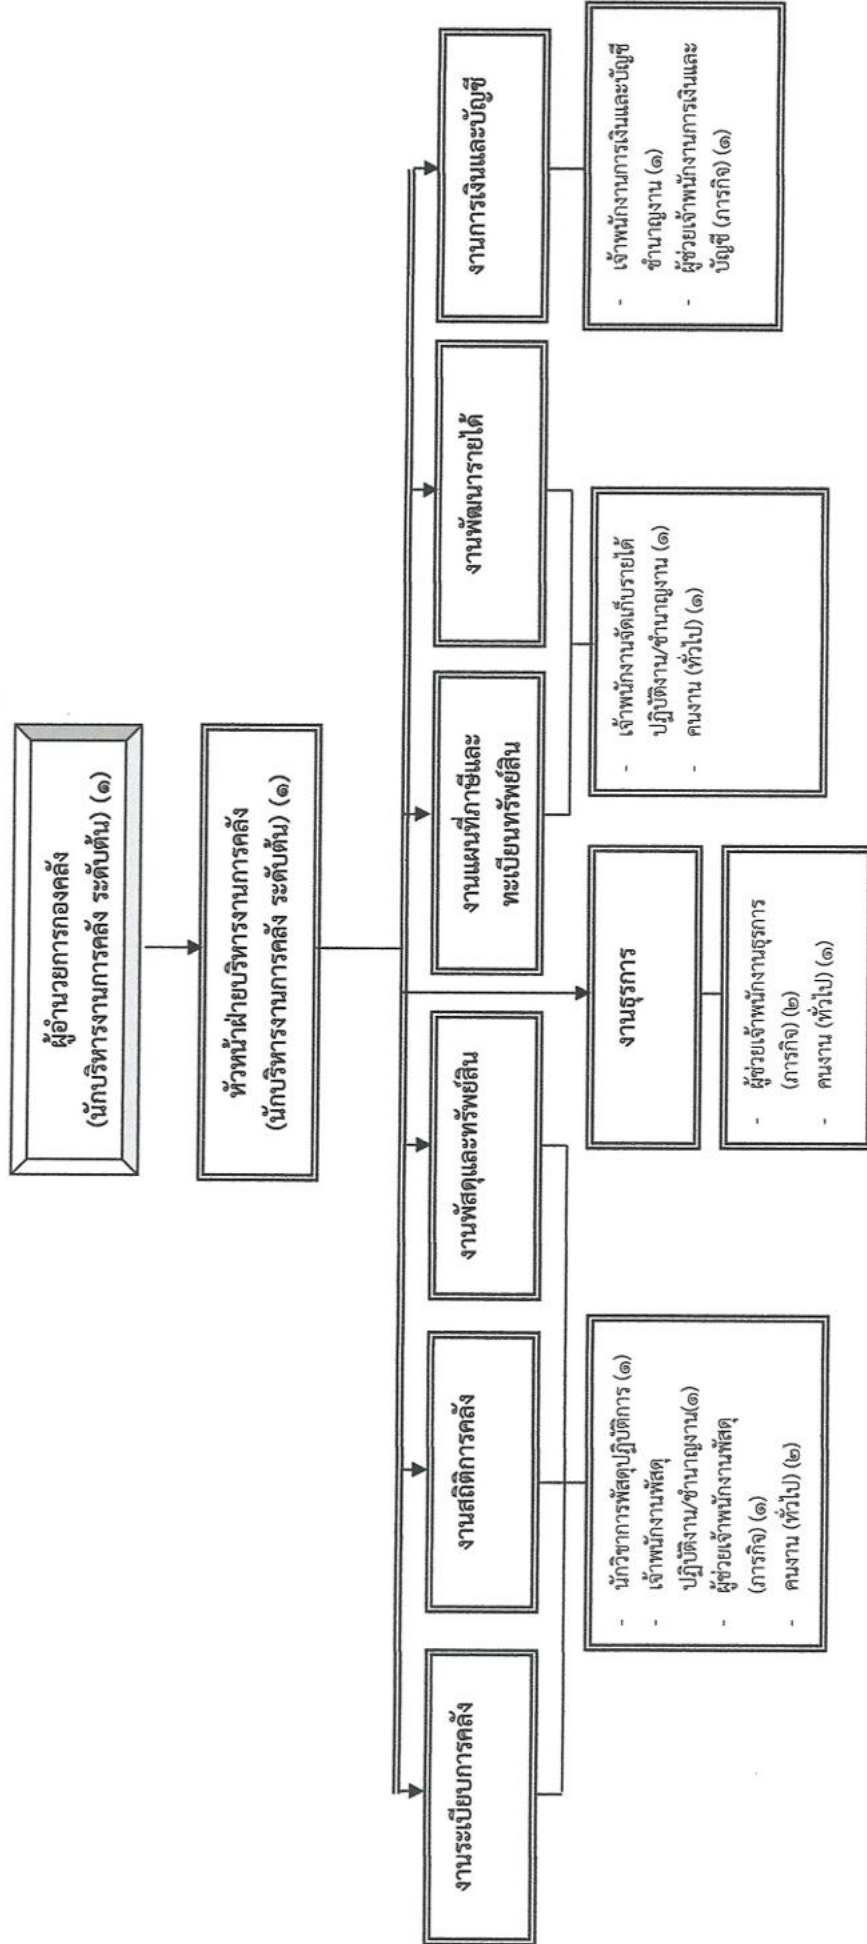 ผู้อำนวยการกองคลัง
(นักบริหารงานการคลัง ระดับต้น) (๑)
หัวหน้าฝ่ายบริหารงานการคลัง
(นักบริหารงานการคลัง ระดับต้น) (๑)
งานระเบียบการคลัง
งานสถิติการคลัง
งานพัสดุและทรัพย์สิน
งานแผนที่ภาษีและ
ทะเบียนทรัพย์สิน
งานพัฒนารายได้
งานการเงินและบัญชี
- นักวิชาการพัสดุปฏิบัติการ (๑)
- เจ้าพนักงานพัสดุ
ปฏิบัติงาน/ชำนาญงาน(๑)
- ผู้ช่วยเจ้าพนักงานพัสดุ
(ภารกิจ) (๑)
- คนงาน (ทั่วไป) (๒)
งานธุรการ
- ผู้ช่วยเจ้าพนักงานธุรการ
(ภารกิจ) (๒)
- คนงาน (ทั่วไป) (๑)
- เจ้าพนักงานจัดเก็บรายได้
ปฏิบัติงาน/ชำนาญงาน (๑)
- คนงาน (ทั่วไป) (๑)
- เจ้าพนักงานการเงินและบัญชี
ชำนาญงาน (๑)
- ผู้ช่วยเจ้าพนักงานการเงินและ
บัญชี (ภารกิจ) (๑)